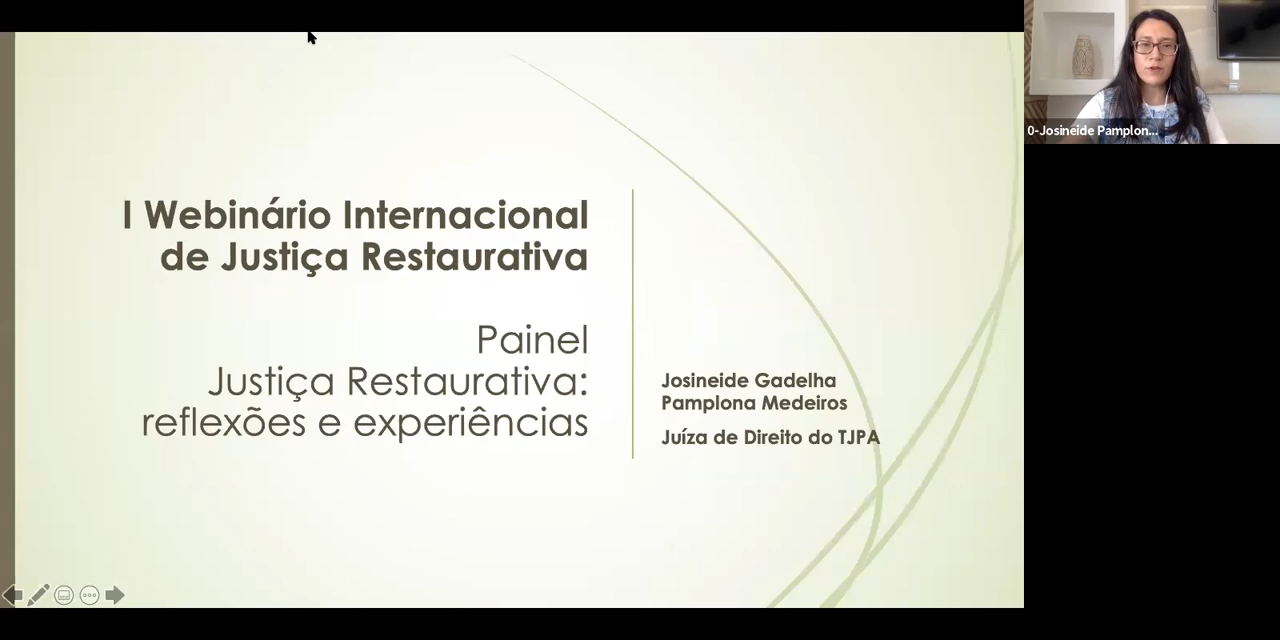 I Webinário Internacional
de Justiça Restaurativa
Painel
Justiça Restaurativa:
reflexões e experiências
Josineide Gadelha
Pamplona Medeiros
Juíza de Direito do TJPA
0-Josineide Pamplon...